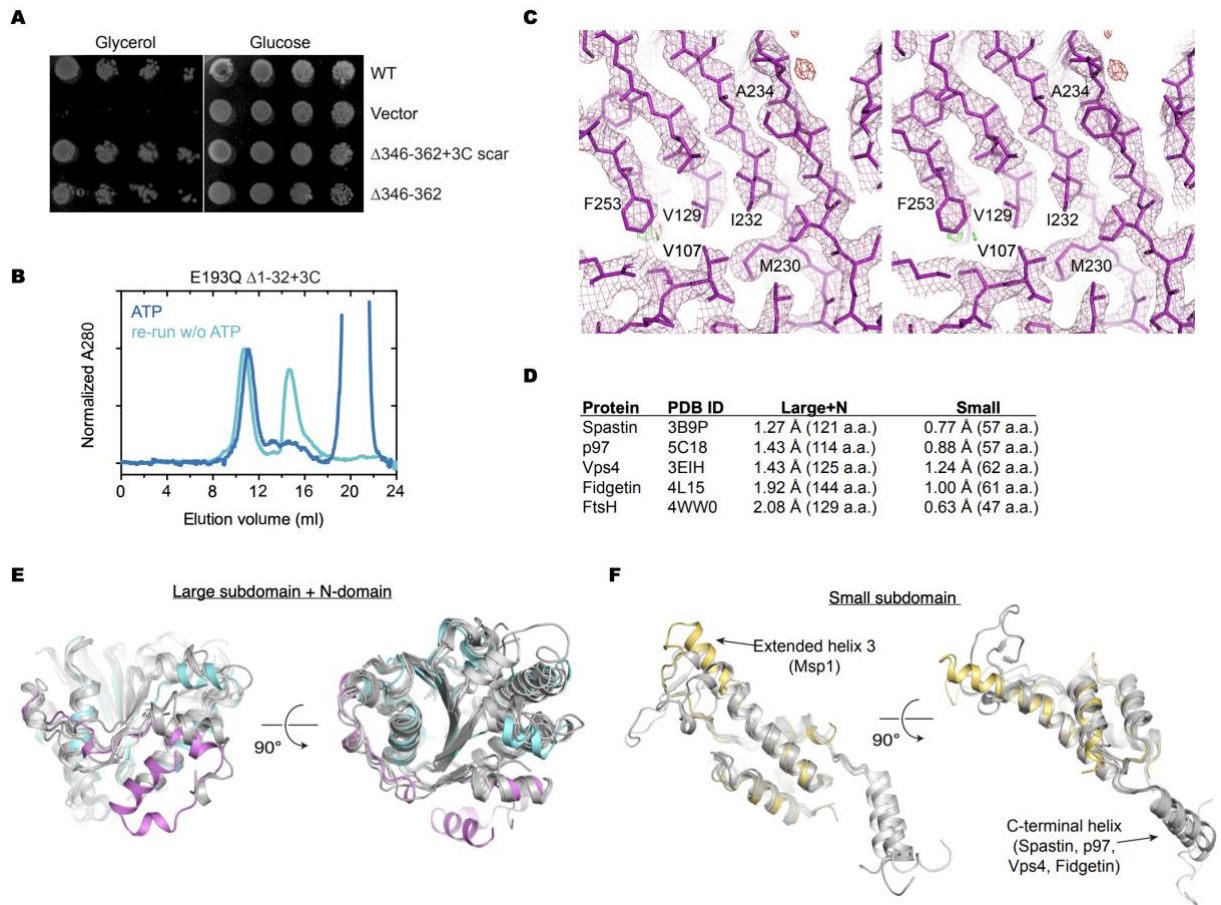 A
Glycerol Glucose
WT
Vector
Δ346-362+3C scar
Δ346-362
B
E193Q Δ1-32+3C
ATP
re-run w/o ATP
Normalized A280
0 4 8 12 16 20 24
Elution volume (ml)
C
A234 A234
F253 V129 I232 F253 V129 I232
V107 V107
M230 M230
D
Protein PDB ID Large+N Small
Spastin 3B9P 1.27 Å (121 a.a.) 0.77 Å (57 a.a.)
p97 5C18 1.43 Å (114 a.a.) 0.88 Å (57 a.a.)
Vps4 3EIH 1.43 Å (125 a.a.) 1.24 Å (62 a.a.)
Fidgetin 4L15 1.92 Å (144 a.a.) 1.00 Å (61 a.a.)
FtsH 4WW0 2.08 Å (129 a.a.) 0.63 Å (47 a.a.)
E
Large subdomain + N-domain
90°
F
Small subdomain
Extended helix 3
(Msp1)
90°
C-terminal helix
(Spastin, p97,
Vps4, Fidgetin)